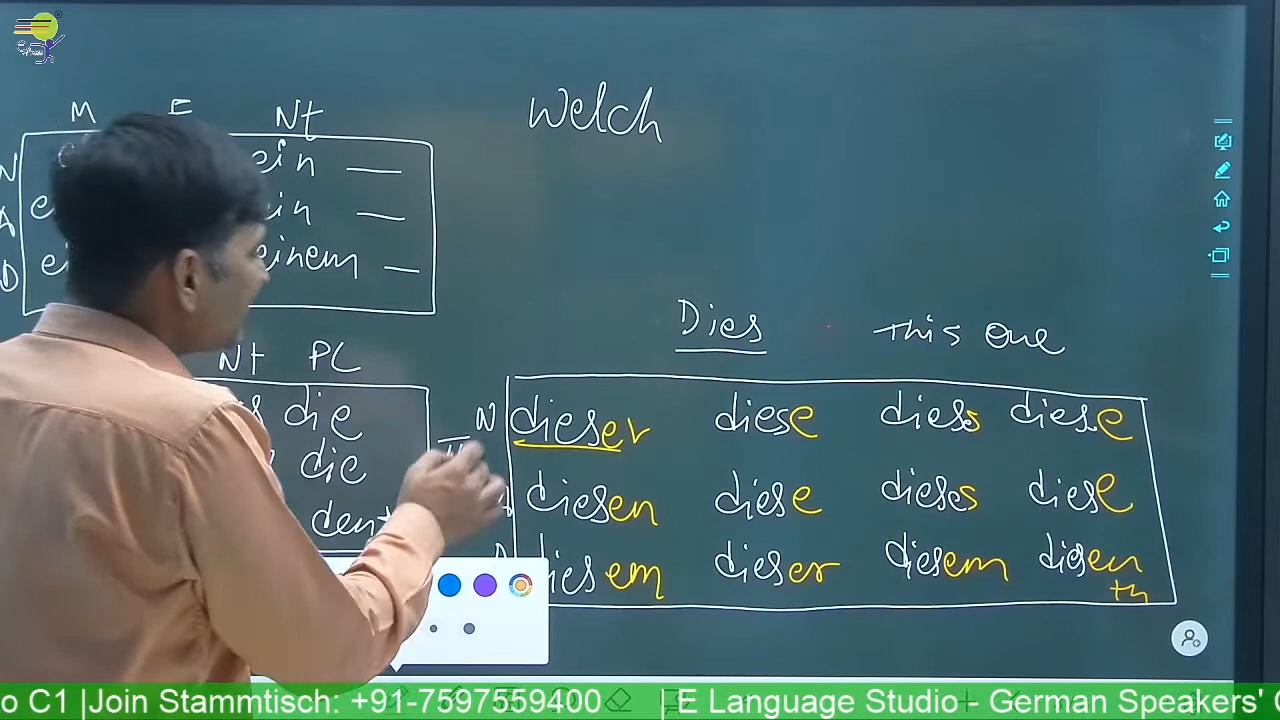 M F Nt
Welch
N ein —
A ein —
D einem —
Dies This One
Nt PL
die
die
den
N dieser diese dieses diese
diesen diese dieses diese
diesem dieser diesem diesen
+n
o C1 |Join Stammtisch: +91-7597559400 | E Language Studio - German Speakers'